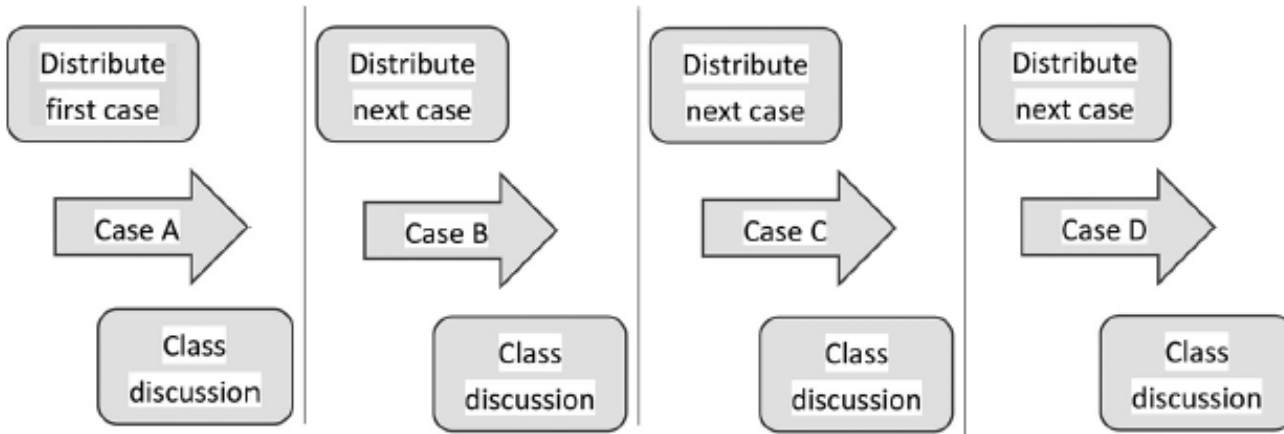 Distribute
first case
Case A
Class
discussion
Distribute
next case
Case B
Class
discussion
Distribute
next case
Case C
Class
discussion
Distribute
next case
Case D
Class
discussion